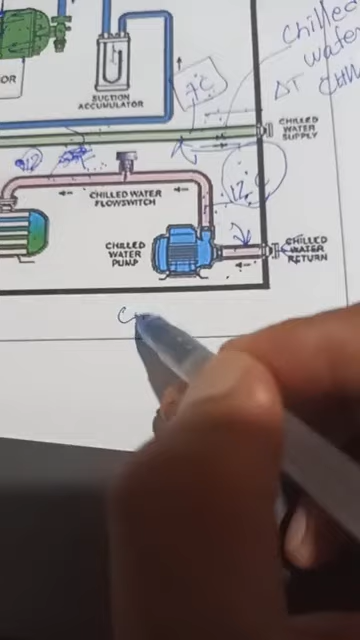 OR
SUCTION
ACCUMULATOR
Chilled
water
ΔT
7°C
CHILLED
WATER
SUPPLY
12
CHILLED WATER
FLOWSWITCH
12°C
CHILLED
WATER
PUMP
CHILLED
WATER
RETURN
C